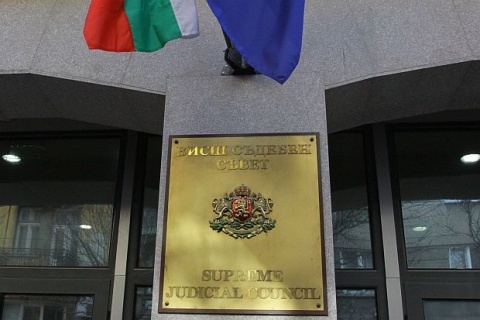 ВИСШ СЪДЕБЕН
СЪВЕТ
SUPREME
JUDICIAL COUNCIL